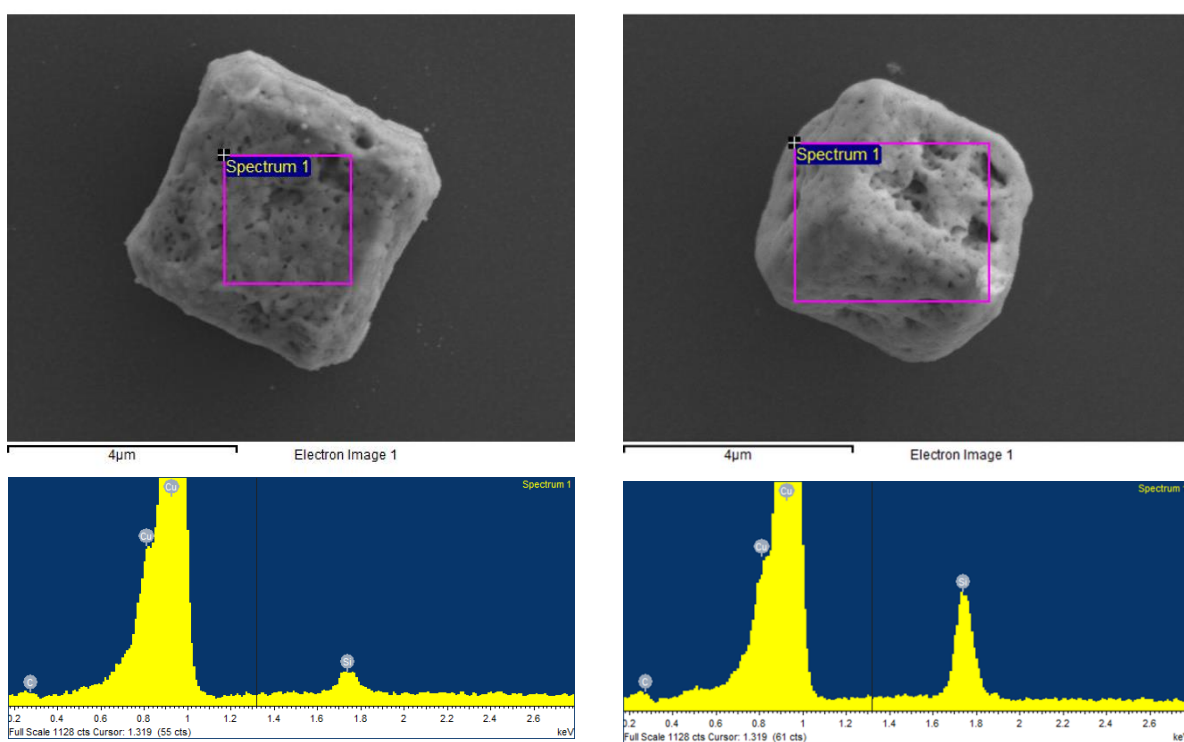 Spectrum 1
4µm Electron Image 1
Spectrum 1
Cu
Cu
Si
C
0.2 0.4 0.6 0.8 1 1.2 1.4 1.6 1.8 2 2.2 2.4 2.6
Full Scale 1128 cts Cursor: 1.319 (55 cts) keV
Spectrum 1
4µm Electron Image 1
Spectrum
Cu
Cu
Si
C
0.2 0.4 0.6 0.8 1 1.2 1.4 1.6 1.8 2 2.2 2.4 2.6
Full Scale 1128 cts Cursor: 1.319 (61 cts) keV